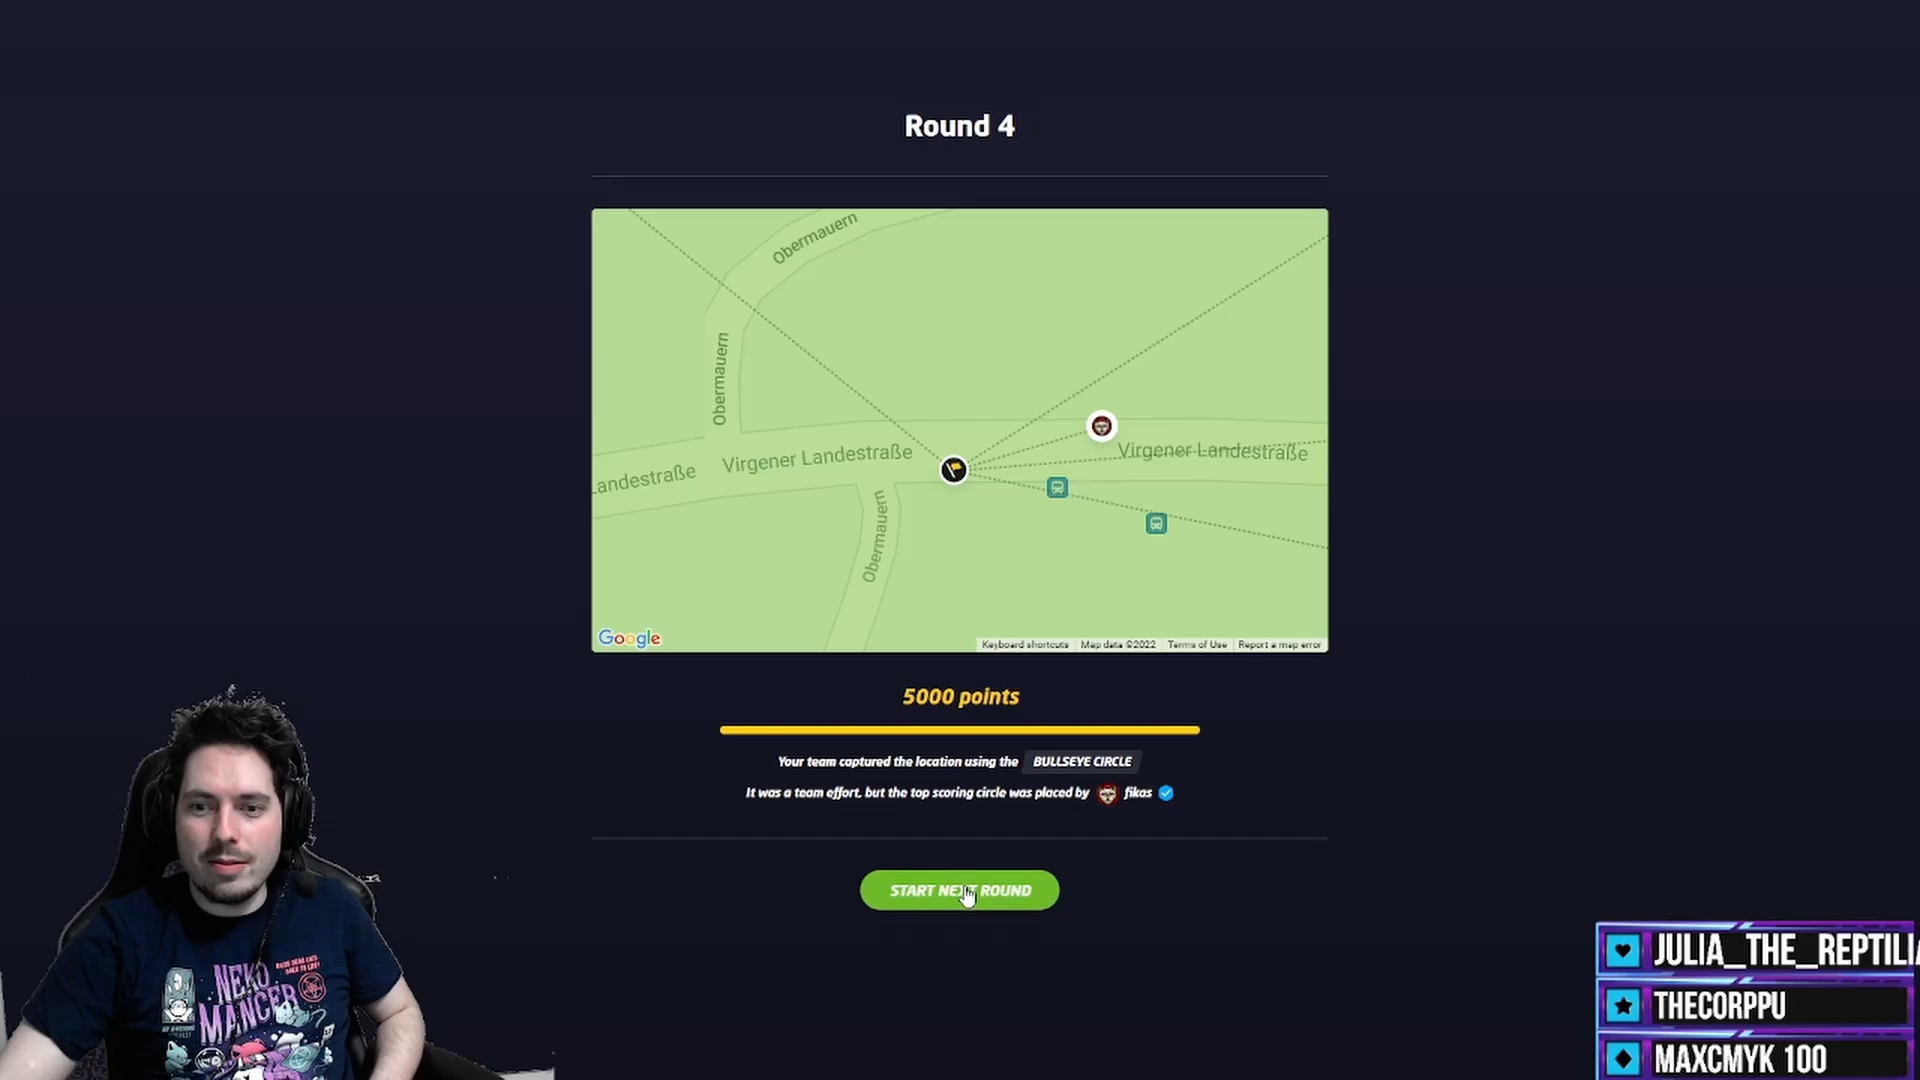 Round 4
Obermauern
Obermauern
Virgener Landestraße
Virgener Landestraße
Landestraße
Obermauern
Google
Keyboard shortcuts
Map data ©2022
Terms of Use
Report a map error
5000 points
Your team captured the location using the BULLSEYE CIRCLE
It was a team effort, but the top scoring circle was placed by fikas
START NEXT ROUND
NEKO
MANCER
JULIA_THE_REPTILI
THECORPPU
MAXCMYK 100